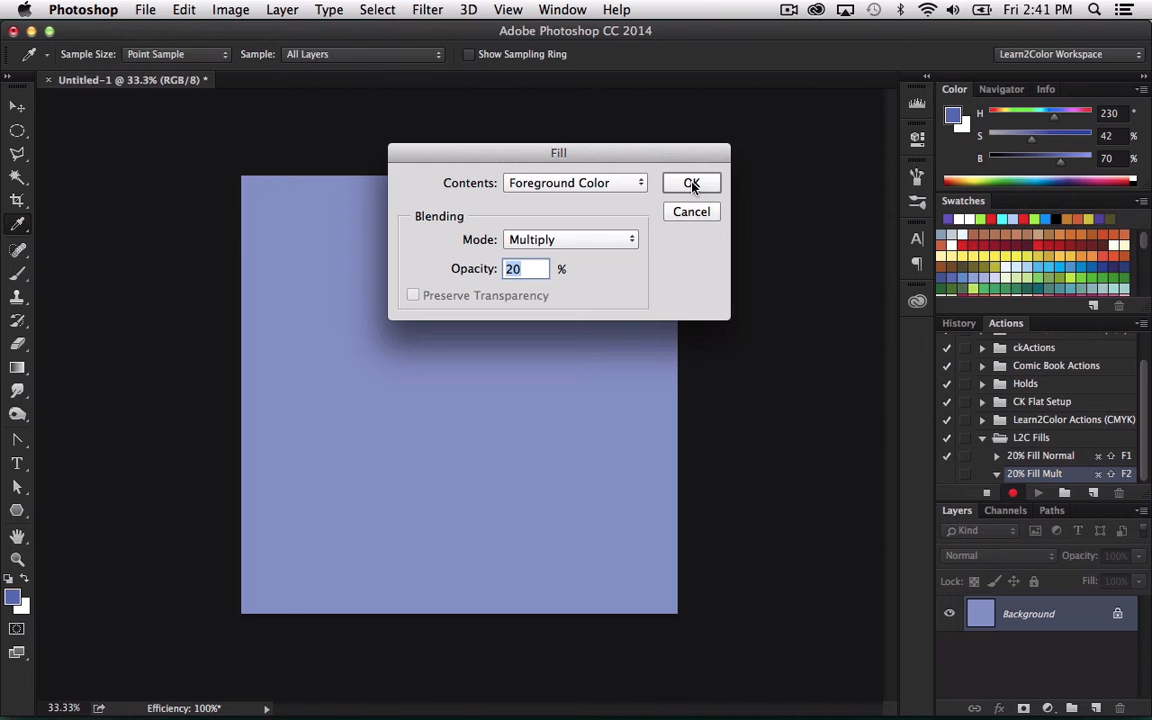 Photoshop File Edit Image Layer Type Select Filter 3D View Window Help Fri 2:41 PM
Adobe Photoshop CC 2014
Sample Size: Point Sample Sample: All Layers Show Sampling Ring Learn2Color Workspace
× Untitled-1 @ 33.3% (RGB/8) *
Color Navigator Info
H 230 °
S 42 %
B 70 %
Swatches
Fill
Contents: Foreground Color OK
Cancel
Blending
Mode: Multiply
Opacity: 20 %
Preserve Transparency
History Actions
ckActions
Comic Book Actions
Holds
CK Flat Setup
Learn2Color Actions (CMYK)
L2C Fills
20% Fill Normal ⌘ ⇧ F1
20% Fill Mult ⌘ ⇧ F2
Layers Channels Paths
Kind
Normal Opacity: 100%
Lock: Fill: 100%
Background
33.33% Efficiency: 100%*